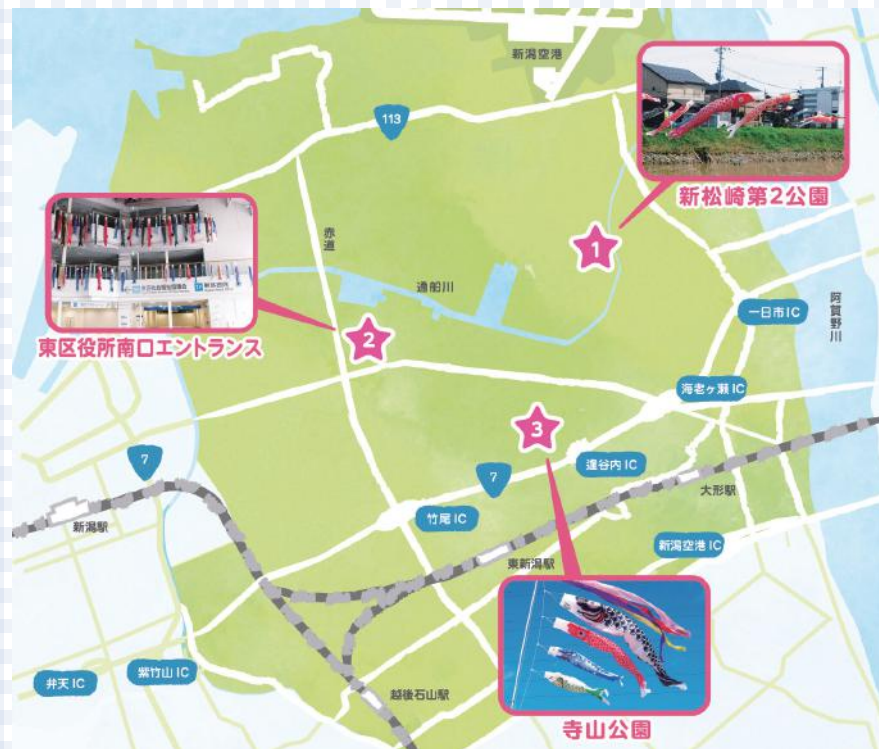 新潟空港
113
新松崎第2公園
1
赤道
通船川
阿賀野川
一日市IC
東区役所南口エントランス
2
海老ヶ瀬IC
3
7
7
逢谷内IC
大形駅
竹尾IC
新潟駅
新潟空港IC
東新潟駅
紫竹山IC
弁天IC
越後石山駅
寺山公園